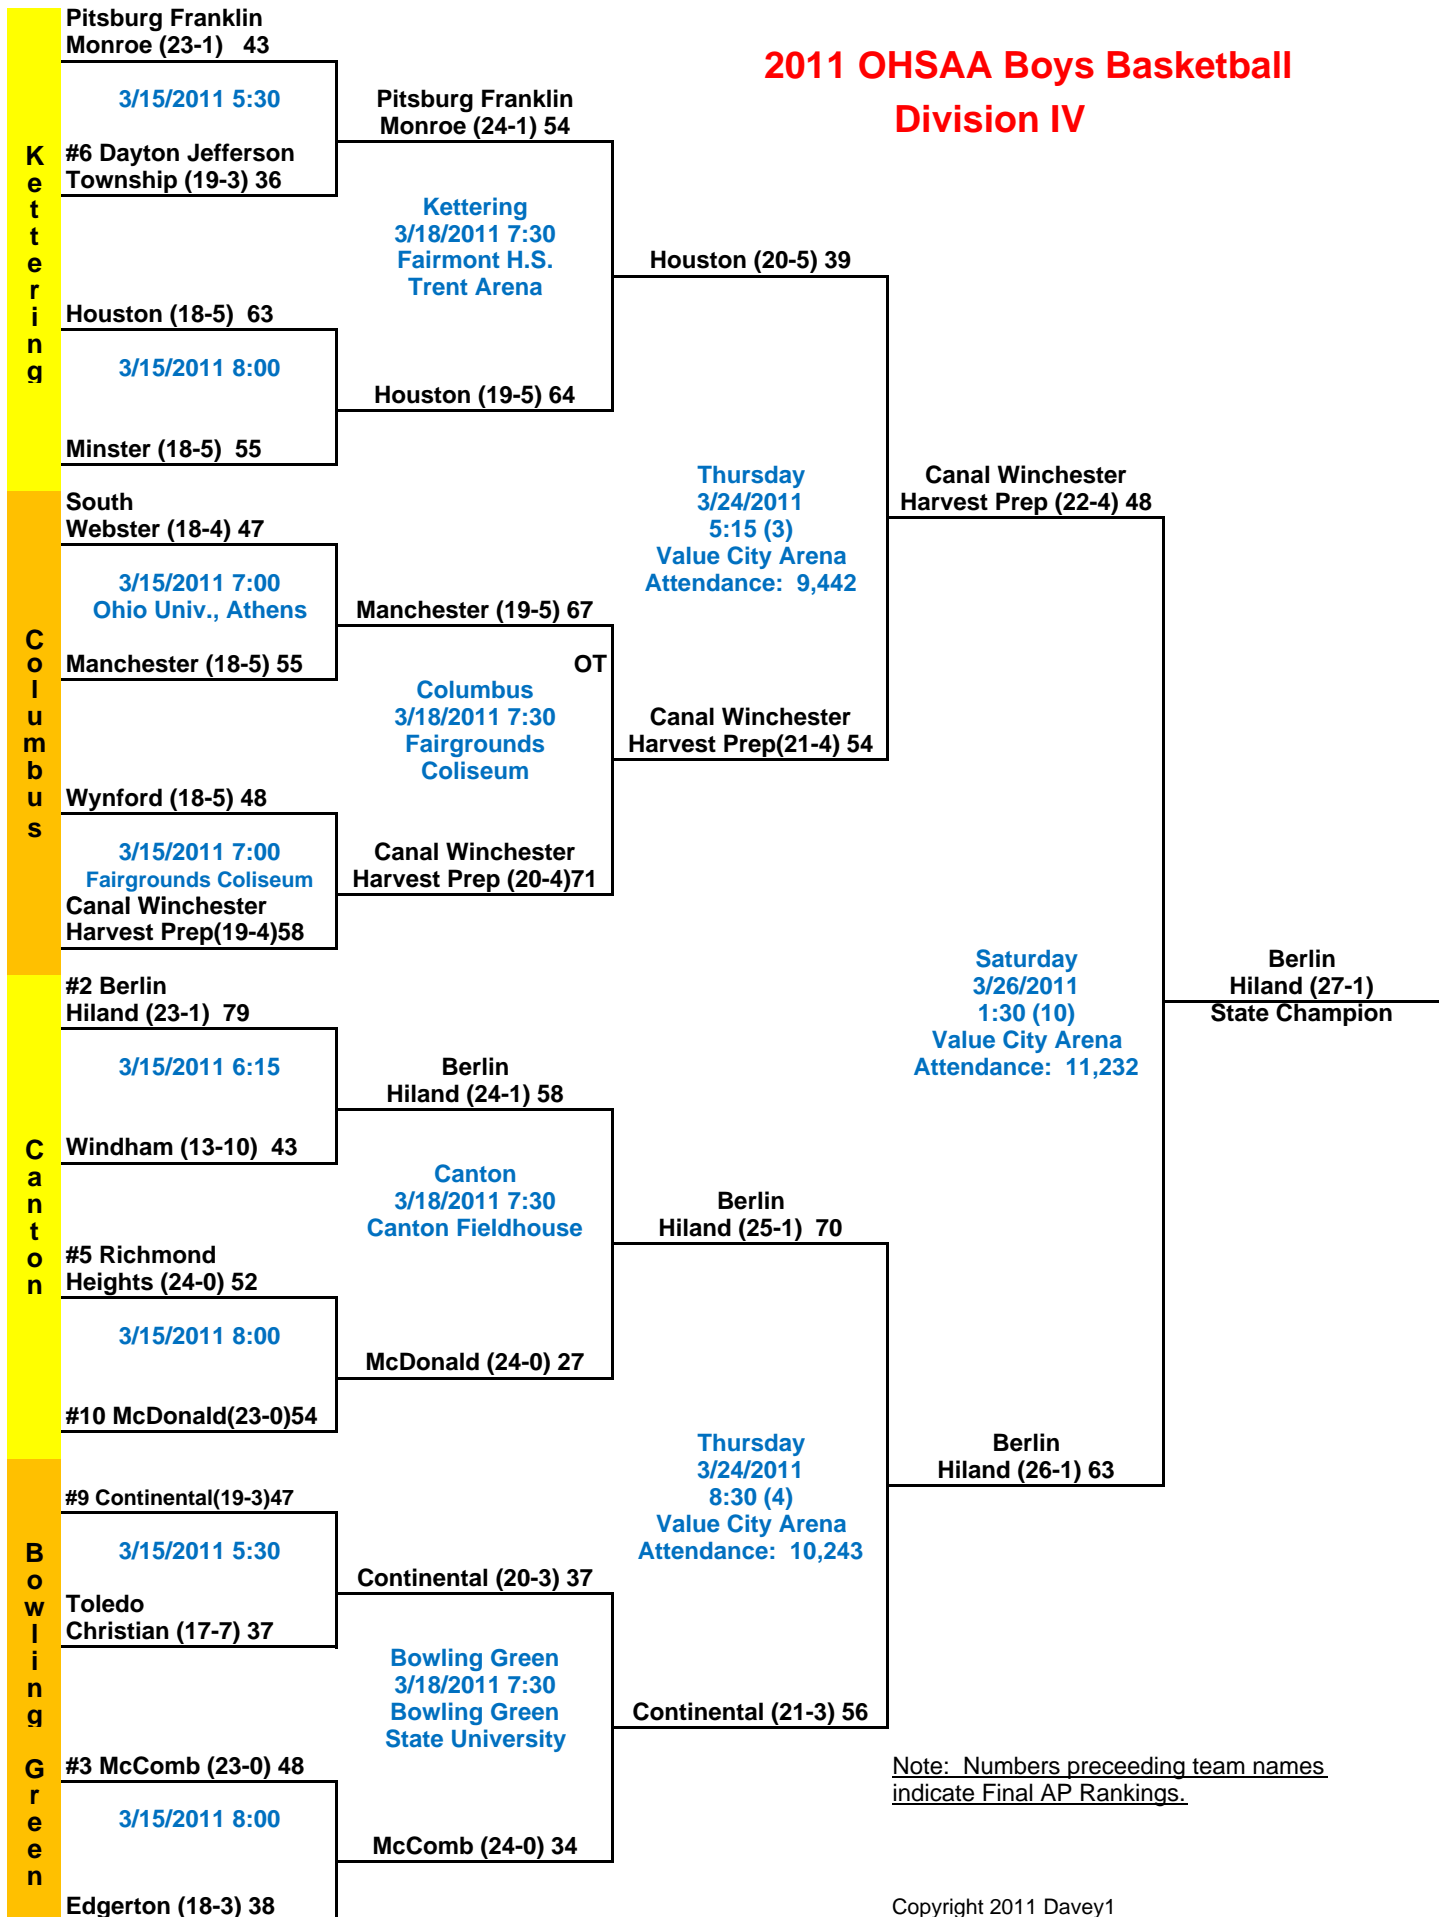 2011 OHSAA Boys Basketball
Division IV
Kettering
Pitsburg Franklin
Monroe (23-1)   43
3/15/2011 5:30
#6 Dayton Jefferson
Township (19-3) 36
Houston (18-5)  63
3/15/2011 8:00
Minster (18-5)  55
Columbus
South
Webster (18-4) 47
3/15/2011 7:00
Ohio Univ., Athens
Manchester (18-5) 55
Wynford (18-5) 48
3/15/2011 7:00
Fairgrounds Coliseum
Canal Winchester
Harvest Prep(19-4)58
Canton
#2 Berlin
Hiland (23-1)  79
3/15/2011 6:15
Windham (13-10)  43
#5 Richmond
Heights (24-0) 52
3/15/2011 8:00
#10 McDonald(23-0)54
Bowling Green
#9 Continental(19-3)47
3/15/2011 5:30
Toledo
Christian (17-7) 37
#3 McComb (23-0) 48
3/15/2011 8:00
Edgerton (18-3) 38
Pitsburg Franklin
Monroe (24-1) 54
Kettering
3/18/2011 7:30
Fairmont H.S.
Trent Arena
Houston (19-5) 64
Manchester (19-5) 67
OT
Columbus
3/18/2011 7:30
Fairgrounds
Coliseum
Canal Winchester
Harvest Prep (20-4)71
Berlin
Hiland (24-1) 58
Canton
3/18/2011 7:30
Canton Fieldhouse
McDonald (24-0) 27
Continental (20-3) 37
Bowling Green
3/18/2011 7:30
Bowling Green
State University
McComb (24-0) 34
Houston (20-5) 39
Thursday
3/24/2011
5:15 (3)
Value City Arena
Attendance:  9,442
Canal Winchester
Harvest Prep(21-4) 54
Berlin
Hiland (25-1)  70
Thursday
3/24/2011
8:30 (4)
Value City Arena
Attendance:  10,243
Continental (21-3) 56
Canal Winchester
Harvest Prep (22-4) 48
Saturday
3/26/2011
1:30 (10)
Value City Arena
Attendance:  11,232
Berlin
Hiland (26-1) 63
Berlin
Hiland (27-1)
State Champion
Note:  Numbers preceeding team names
indicate Final AP Rankings.
Copyright 2011 Davey1